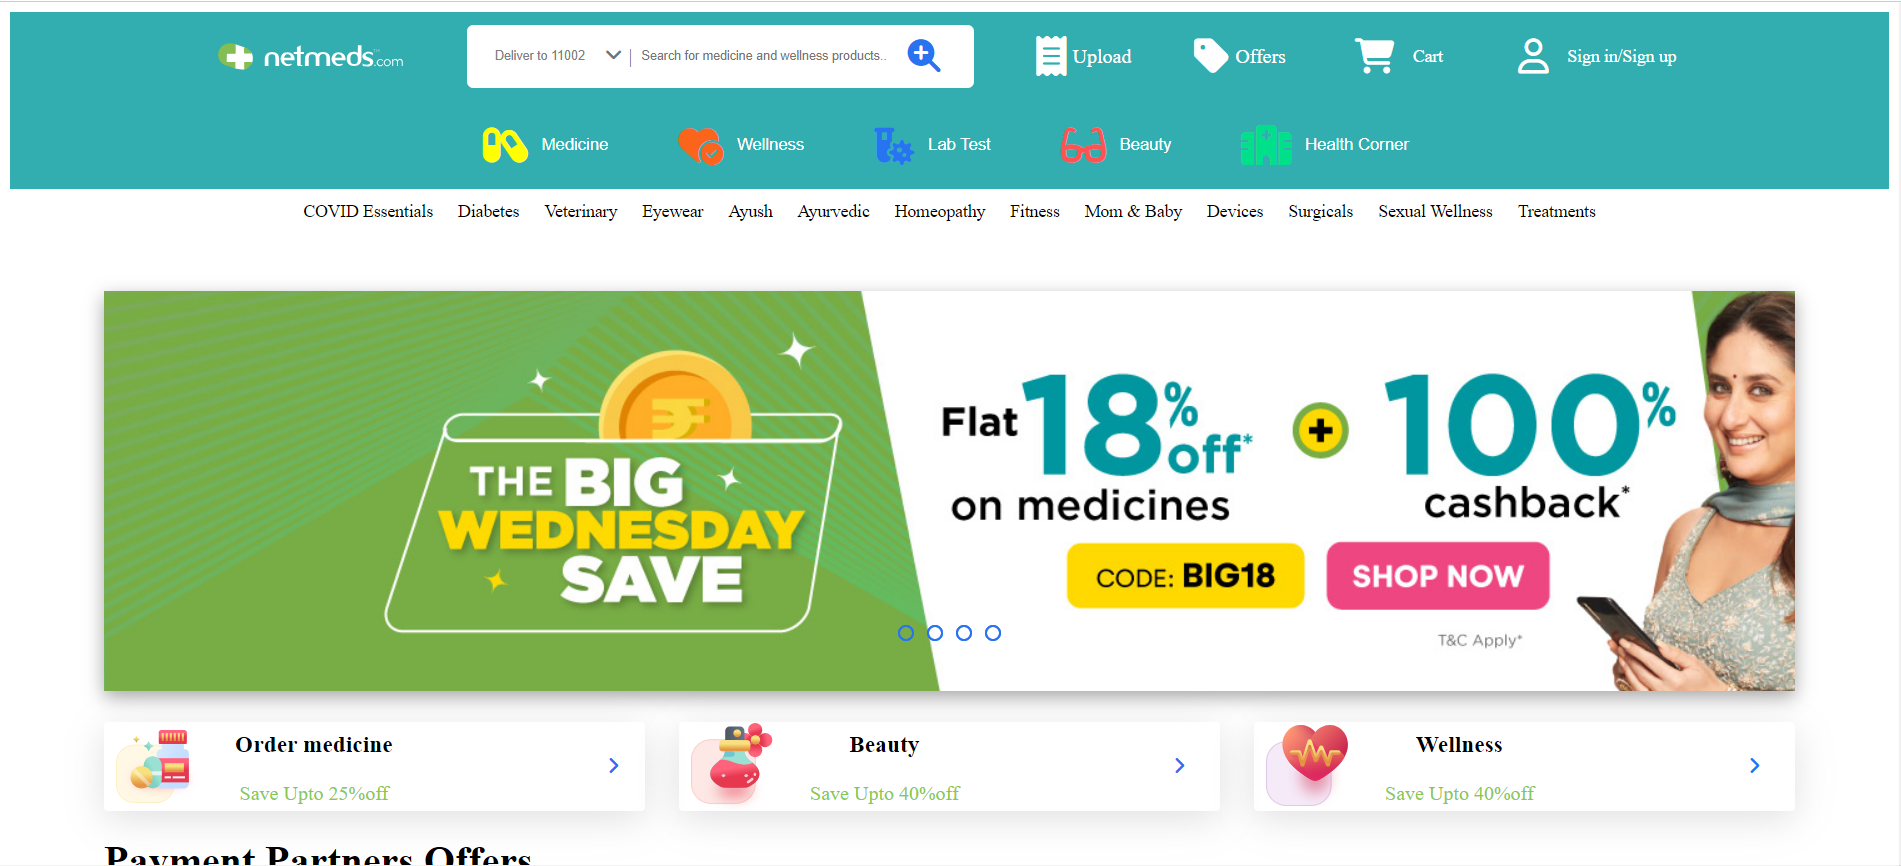 netmeds.com
Deliver to 11002 | Search for medicine and wellness products..
Upload
Offers
Cart
Sign in/Sign up
Medicine
Wellness
Lab Test
Beauty
Health Corner
COVID Essentials Diabetes Veterinary Eyewear Ayush Ayurvedic Homeopathy Fitness Mom & Baby Devices Surgicals Sexual Wellness Treatments
₹
THE BIG
WEDNESDAY
SAVE
Flat 18% off*
on medicines
+
100%
cashback*
CODE: BIG18
SHOP NOW
T&C Apply*
Order medicine
Save Upto 25%off
Beauty
Save Upto 40%off
Wellness
Save Upto 40%off
Payment Partners Offers